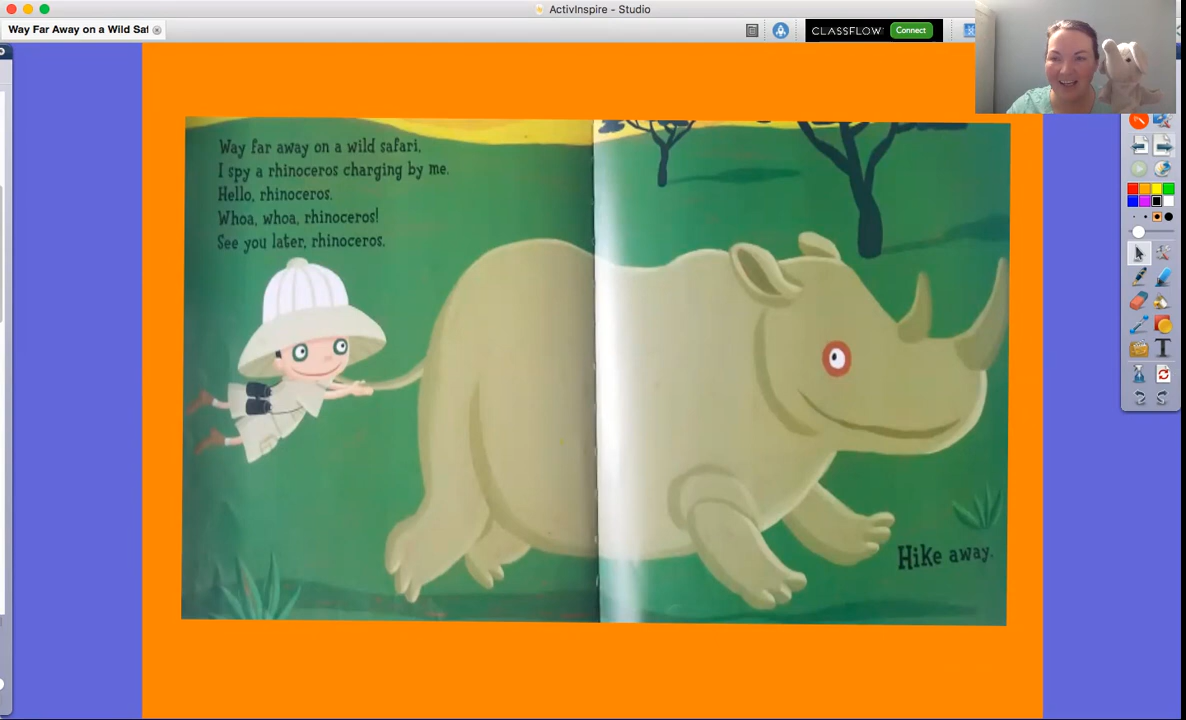 ActivInspire - Studio
Way Far Away on a Wild Saf
CLASSFLOW
Connect
Way far away on a wild safari,
I spy a rhinoceros charging by me.
Hello, rhinoceros.
Whoa, whoa, rhinoceros!
See you later, rhinoceros.
Hike away.
T